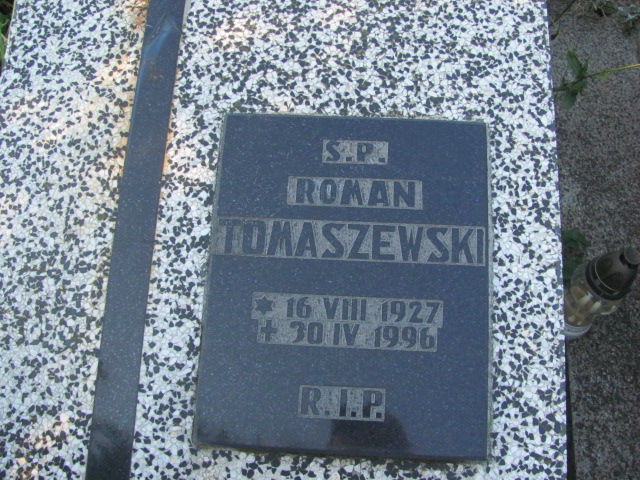 S.P.
ROMAN
TOMASZEWSKI
✶ 16 VIII 1927
✝ 30 IV 1996
R.I.P.